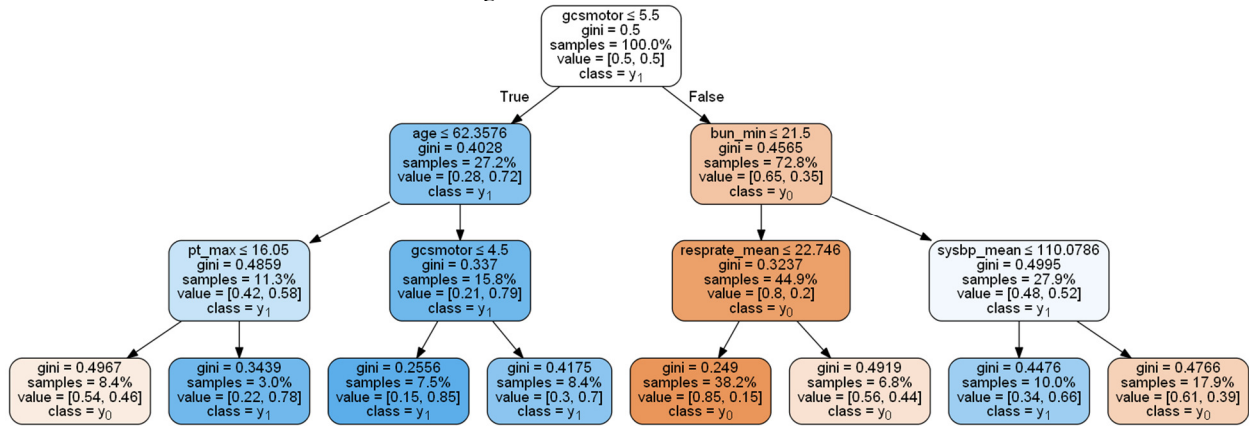 gcsmotor ≤ 5.5
gini = 0.5
samples = 100.0%
value = [0.5, 0.5]
class = y₁
True
False
age ≤ 62.3576
gini = 0.4028
samples = 27.2%
value = [0.28, 0.72]
class = y₁
bun_min ≤ 21.5
gini = 0.4565
samples = 72.8%
value = [0.65, 0.35]
class = y₀
pt_max ≤ 16.05
gini = 0.4859
samples = 11.3%
value = [0.42, 0.58]
class = y₁
gcsmotor ≤ 4.5
gini = 0.337
samples = 15.8%
value = [0.21, 0.79]
class = y₁
resprate_mean ≤ 22.746
gini = 0.3237
samples = 44.9%
value = [0.8, 0.2]
class = y₀
sysbp_mean ≤ 110.0786
gini = 0.4995
samples = 27.9%
value = [0.48, 0.52]
class = y₁
gini = 0.4967
samples = 8.4%
value = [0.54, 0.46]
class = y₀
gini = 0.3439
samples = 3.0%
value = [0.22, 0.78]
class = y₁
gini = 0.2556
samples = 7.5%
value = [0.15, 0.85]
class = y₁
gini = 0.4175
samples = 8.4%
value = [0.3, 0.7]
class = y₁
gini = 0.249
samples = 38.2%
value = [0.85, 0.15]
class = y₀
gini = 0.4919
samples = 6.8%
value = [0.56, 0.44]
class = y₀
gini = 0.4476
samples = 10.0%
value = [0.34, 0.66]
class = y₁
gini = 0.4766
samples = 17.9%
value = [0.61, 0.39]
class = y₀